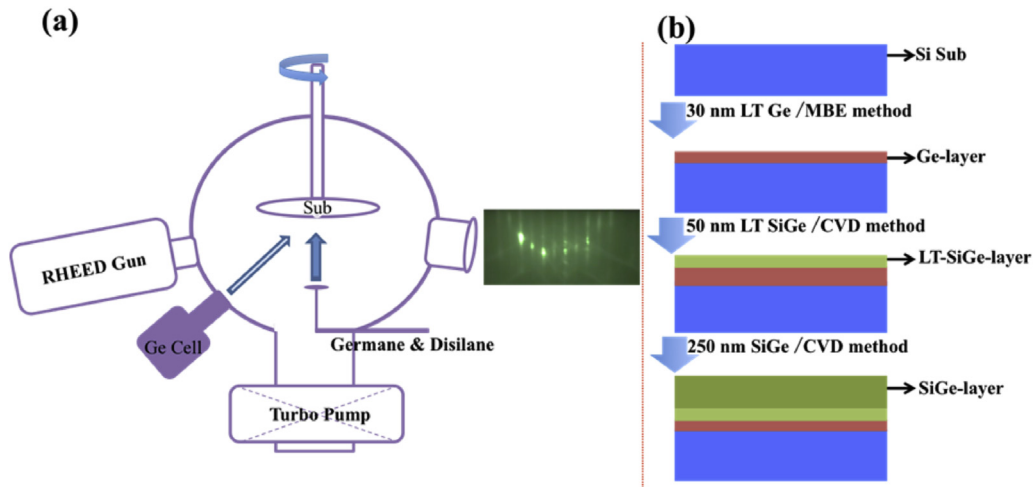 (a)
Sub
RHEED Gun
Ge Cell
Germane & Disilane
Turbo Pump
(b)
Si Sub
30 nm LT Ge /MBE method
Ge-layer
50 nm LT SiGe /CVD method
LT-SiGe-layer
250 nm SiGe /CVD method
SiGe-layer